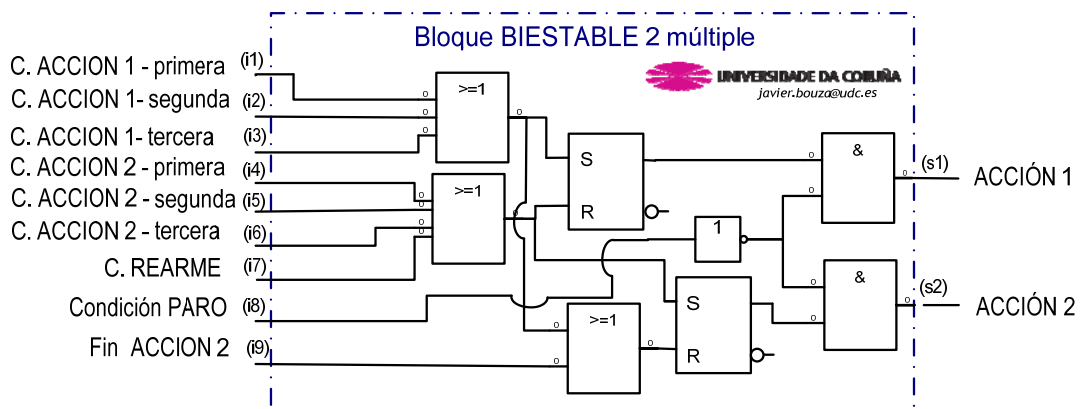 Bloque BIESTABLE 2 múltiple
UNIVERSIDADE DA CORUÑA
javier.bouza@udc.es
C. ACCION 1 - primera (i1)
C. ACCION 1- segunda (i2)
C. ACCION 1- tercera (i3)
C. ACCION 2 - primera (i4)
C. ACCION 2 - segunda (i5)
C. ACCION 2 - tercera (i6)
C. REARME (i7)
Condición PARO (i8)
Fin ACCION 2 (i9)
>=1
>=1
S
R
1
&
(s1) ACCIÓN 1
>=1
S
R
&
(s2) ACCIÓN 2